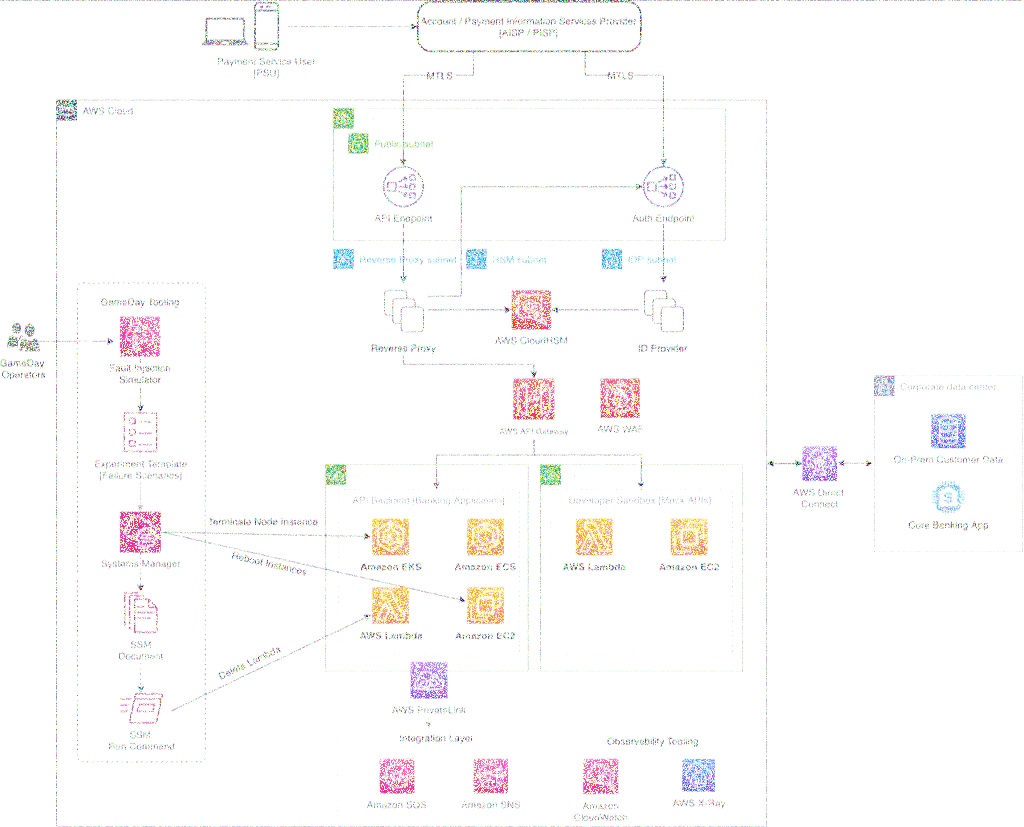 Account / Payment Information Services Provider
[AISP / PISP]
Payment Service User
[PSU]
MTLS
MTLS
AWS Cloud
Public subnet
API Endpoint
Auth Endpoint
Reverse Proxy subnet
HSM subnet
IDP subnet
GameDay Tooling
Reverse Proxy
AWS CloudHSM
ID Provider
GameDay
Operators
Fault Injection
Simulator
AWS API Gateway
AWS WAF
Corporate data center
Experiment Template
[Failure Scenarios]
On-Prem Customer Data
AWS Direct
Connect
API Backend [Banking Application]
Developer Sandbox [Mock APIs]
Core Banking App
Terminate Node Instance
Systems Manager
Reboot Instances
Amazon EKS
Amazon ECS
AWS Lambda
Amazon EC2
SSM
Document
AWS Lambda
Amazon EC2
Delete Lambda
AWS PrivateLink
SSM
Run Command
Integration Layer
Observability Tooling
Amazon SQS
Amazon SNS
Amazon
CloudWatch
AWS X-Ray